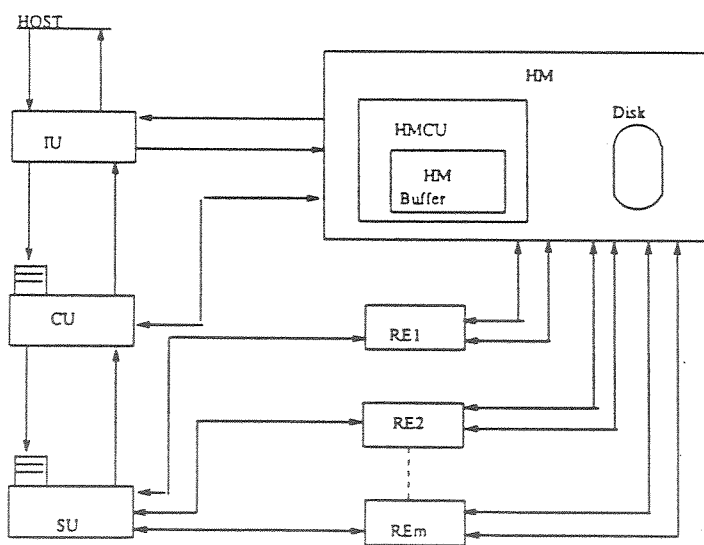 HOST
HM
IU
HMCU
Disk
HM
Buffer
CU
RE1
RE2
SU
REm